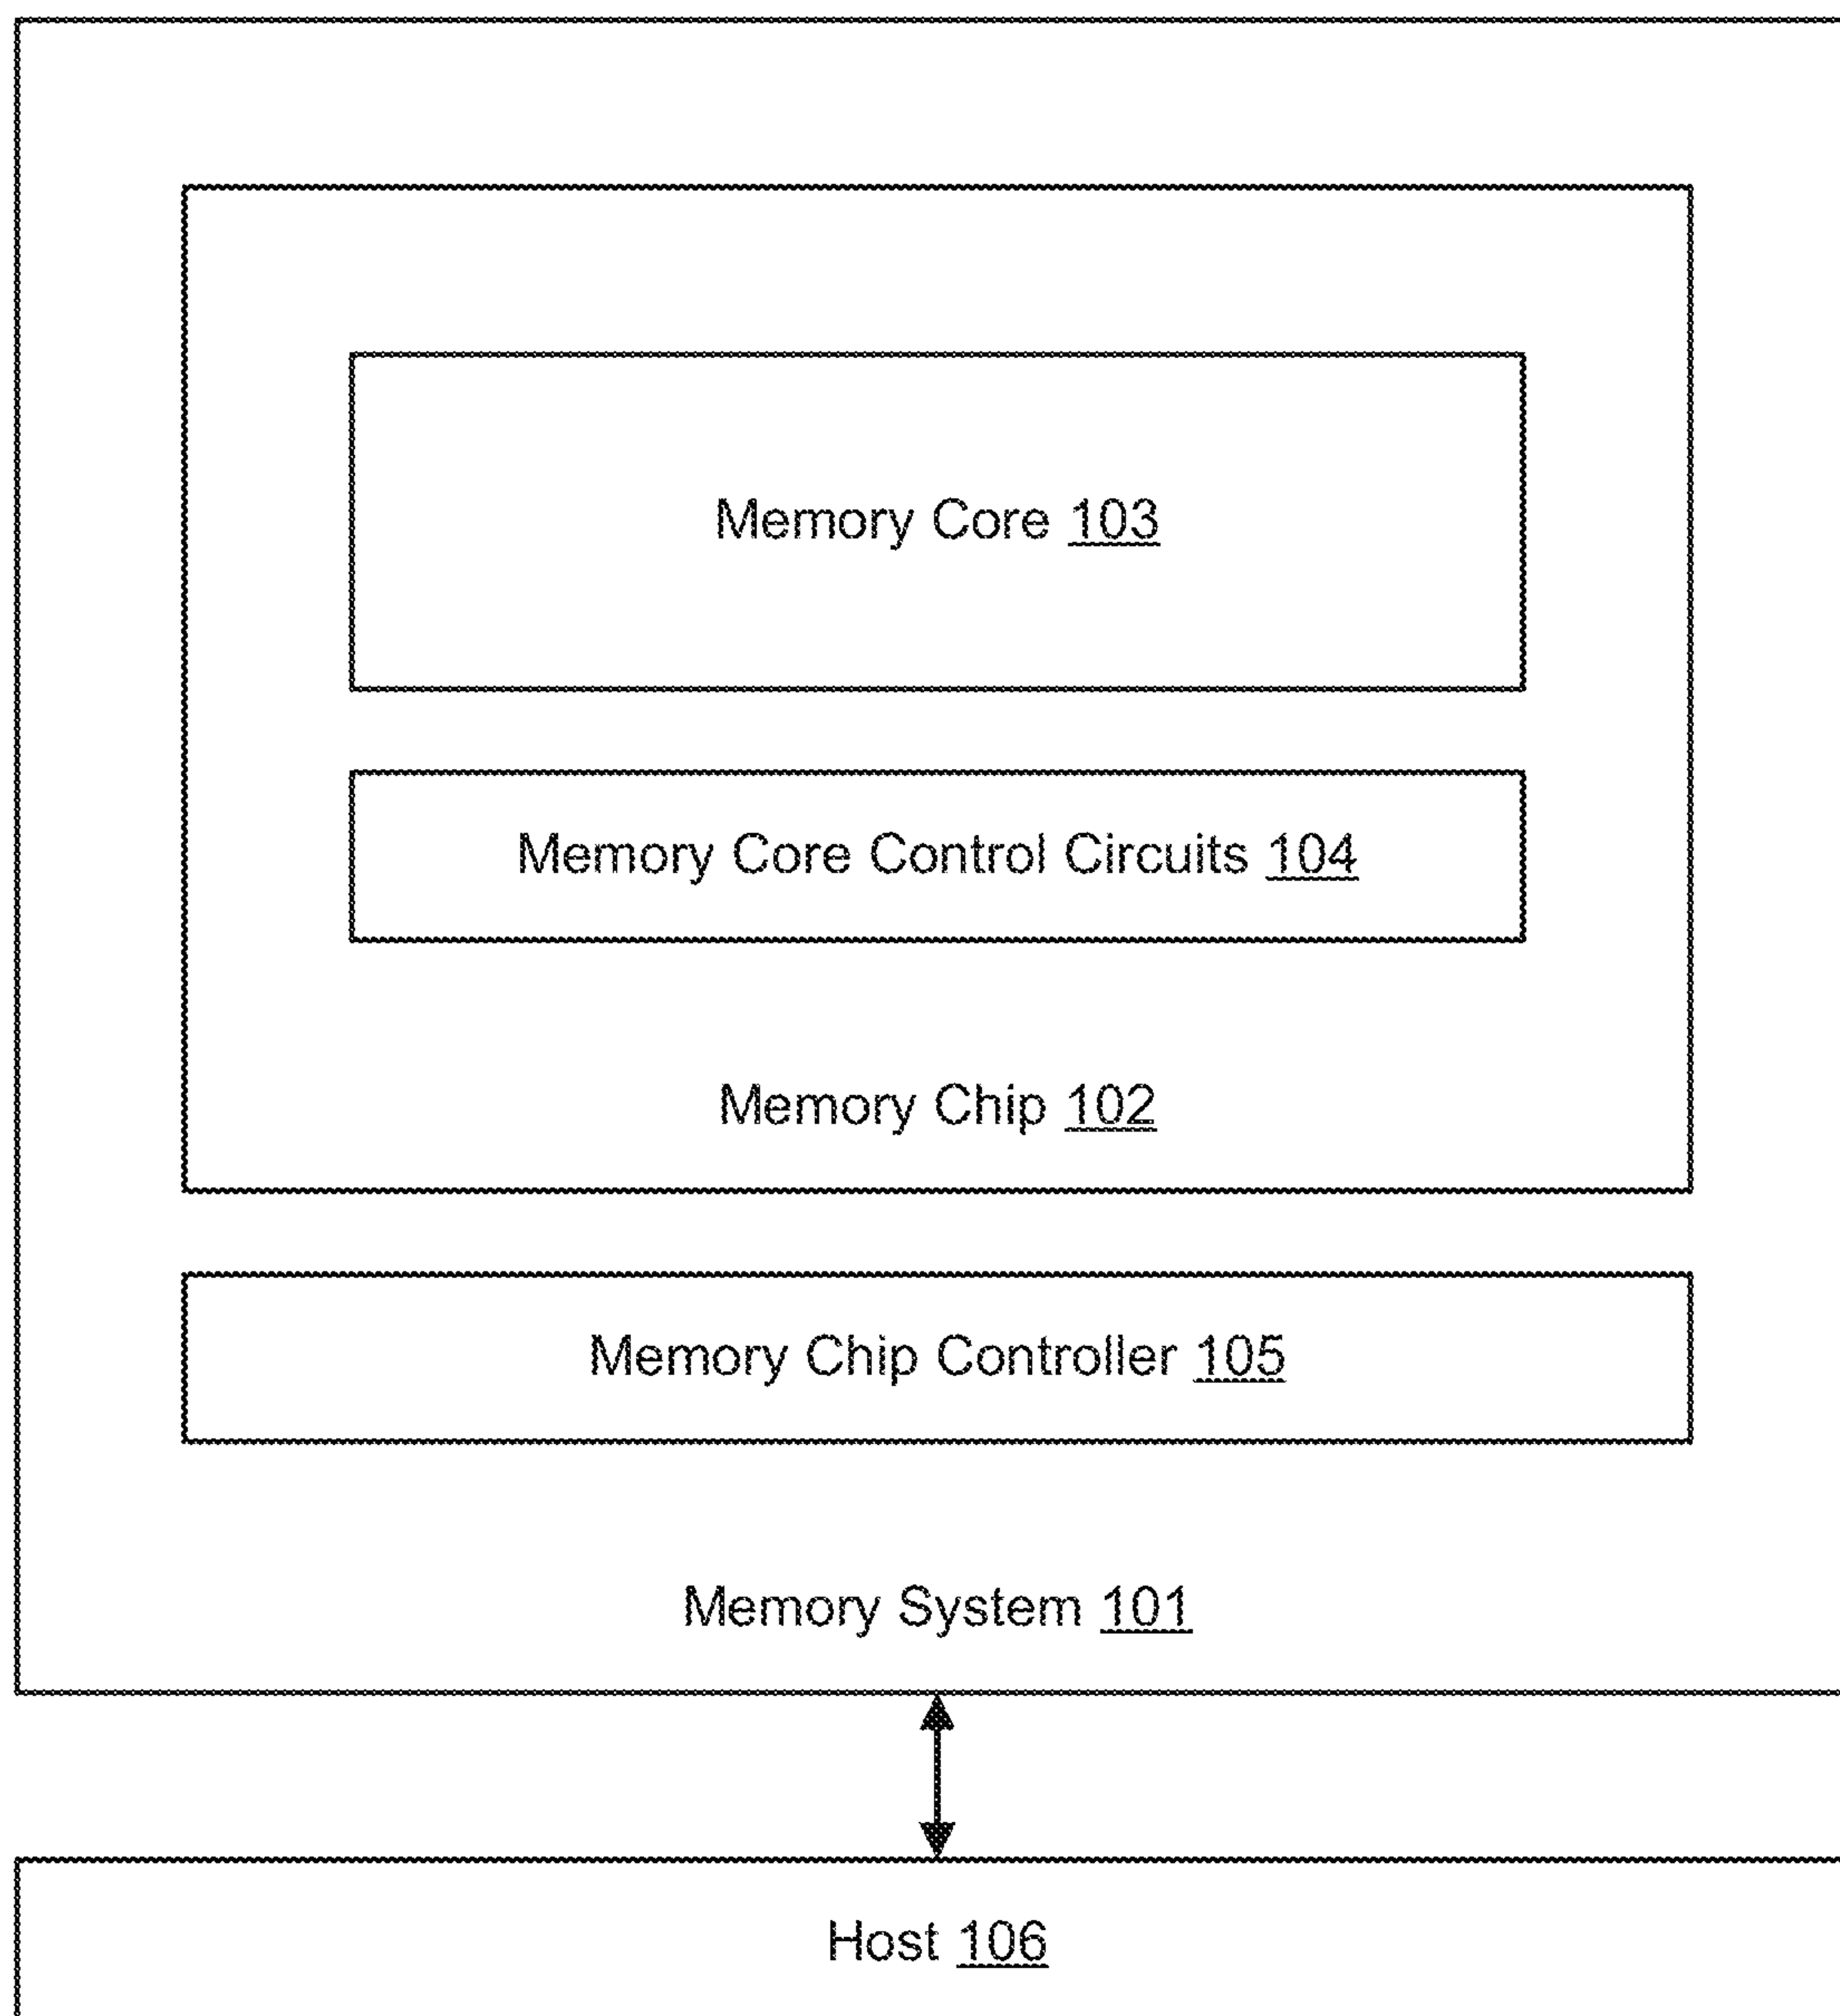 Memory Core 103
Memory Core Control Circuits 104
Memory Chip 102
Memory Chip Controller 105
Memory System 101
Host 106